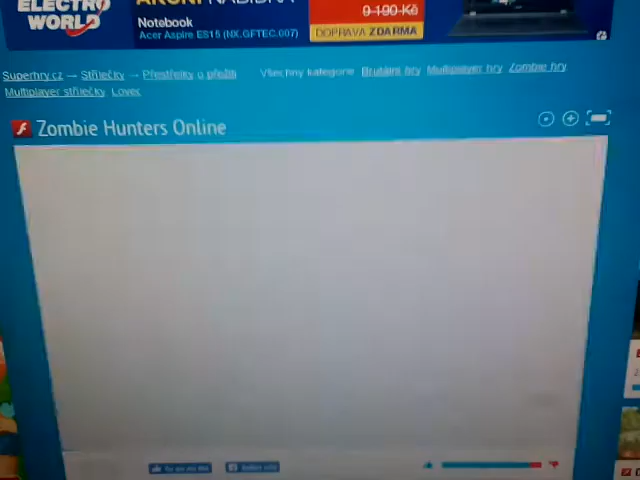 ELECTRO
WORLD
AKČNÍ NABÍDKA
Notebook
Acer Aspire ES15 (NX.GFTEC.007)
9 190 Kč
DOPRAVA ZDARMA
Superhry.cz → Střílečky → Přestřelky o přežití
Všechny kategorie Brutální hry Multiplayer hry Zombie hry
Multiplayer střílečky Lovec
Zombie Hunters Online